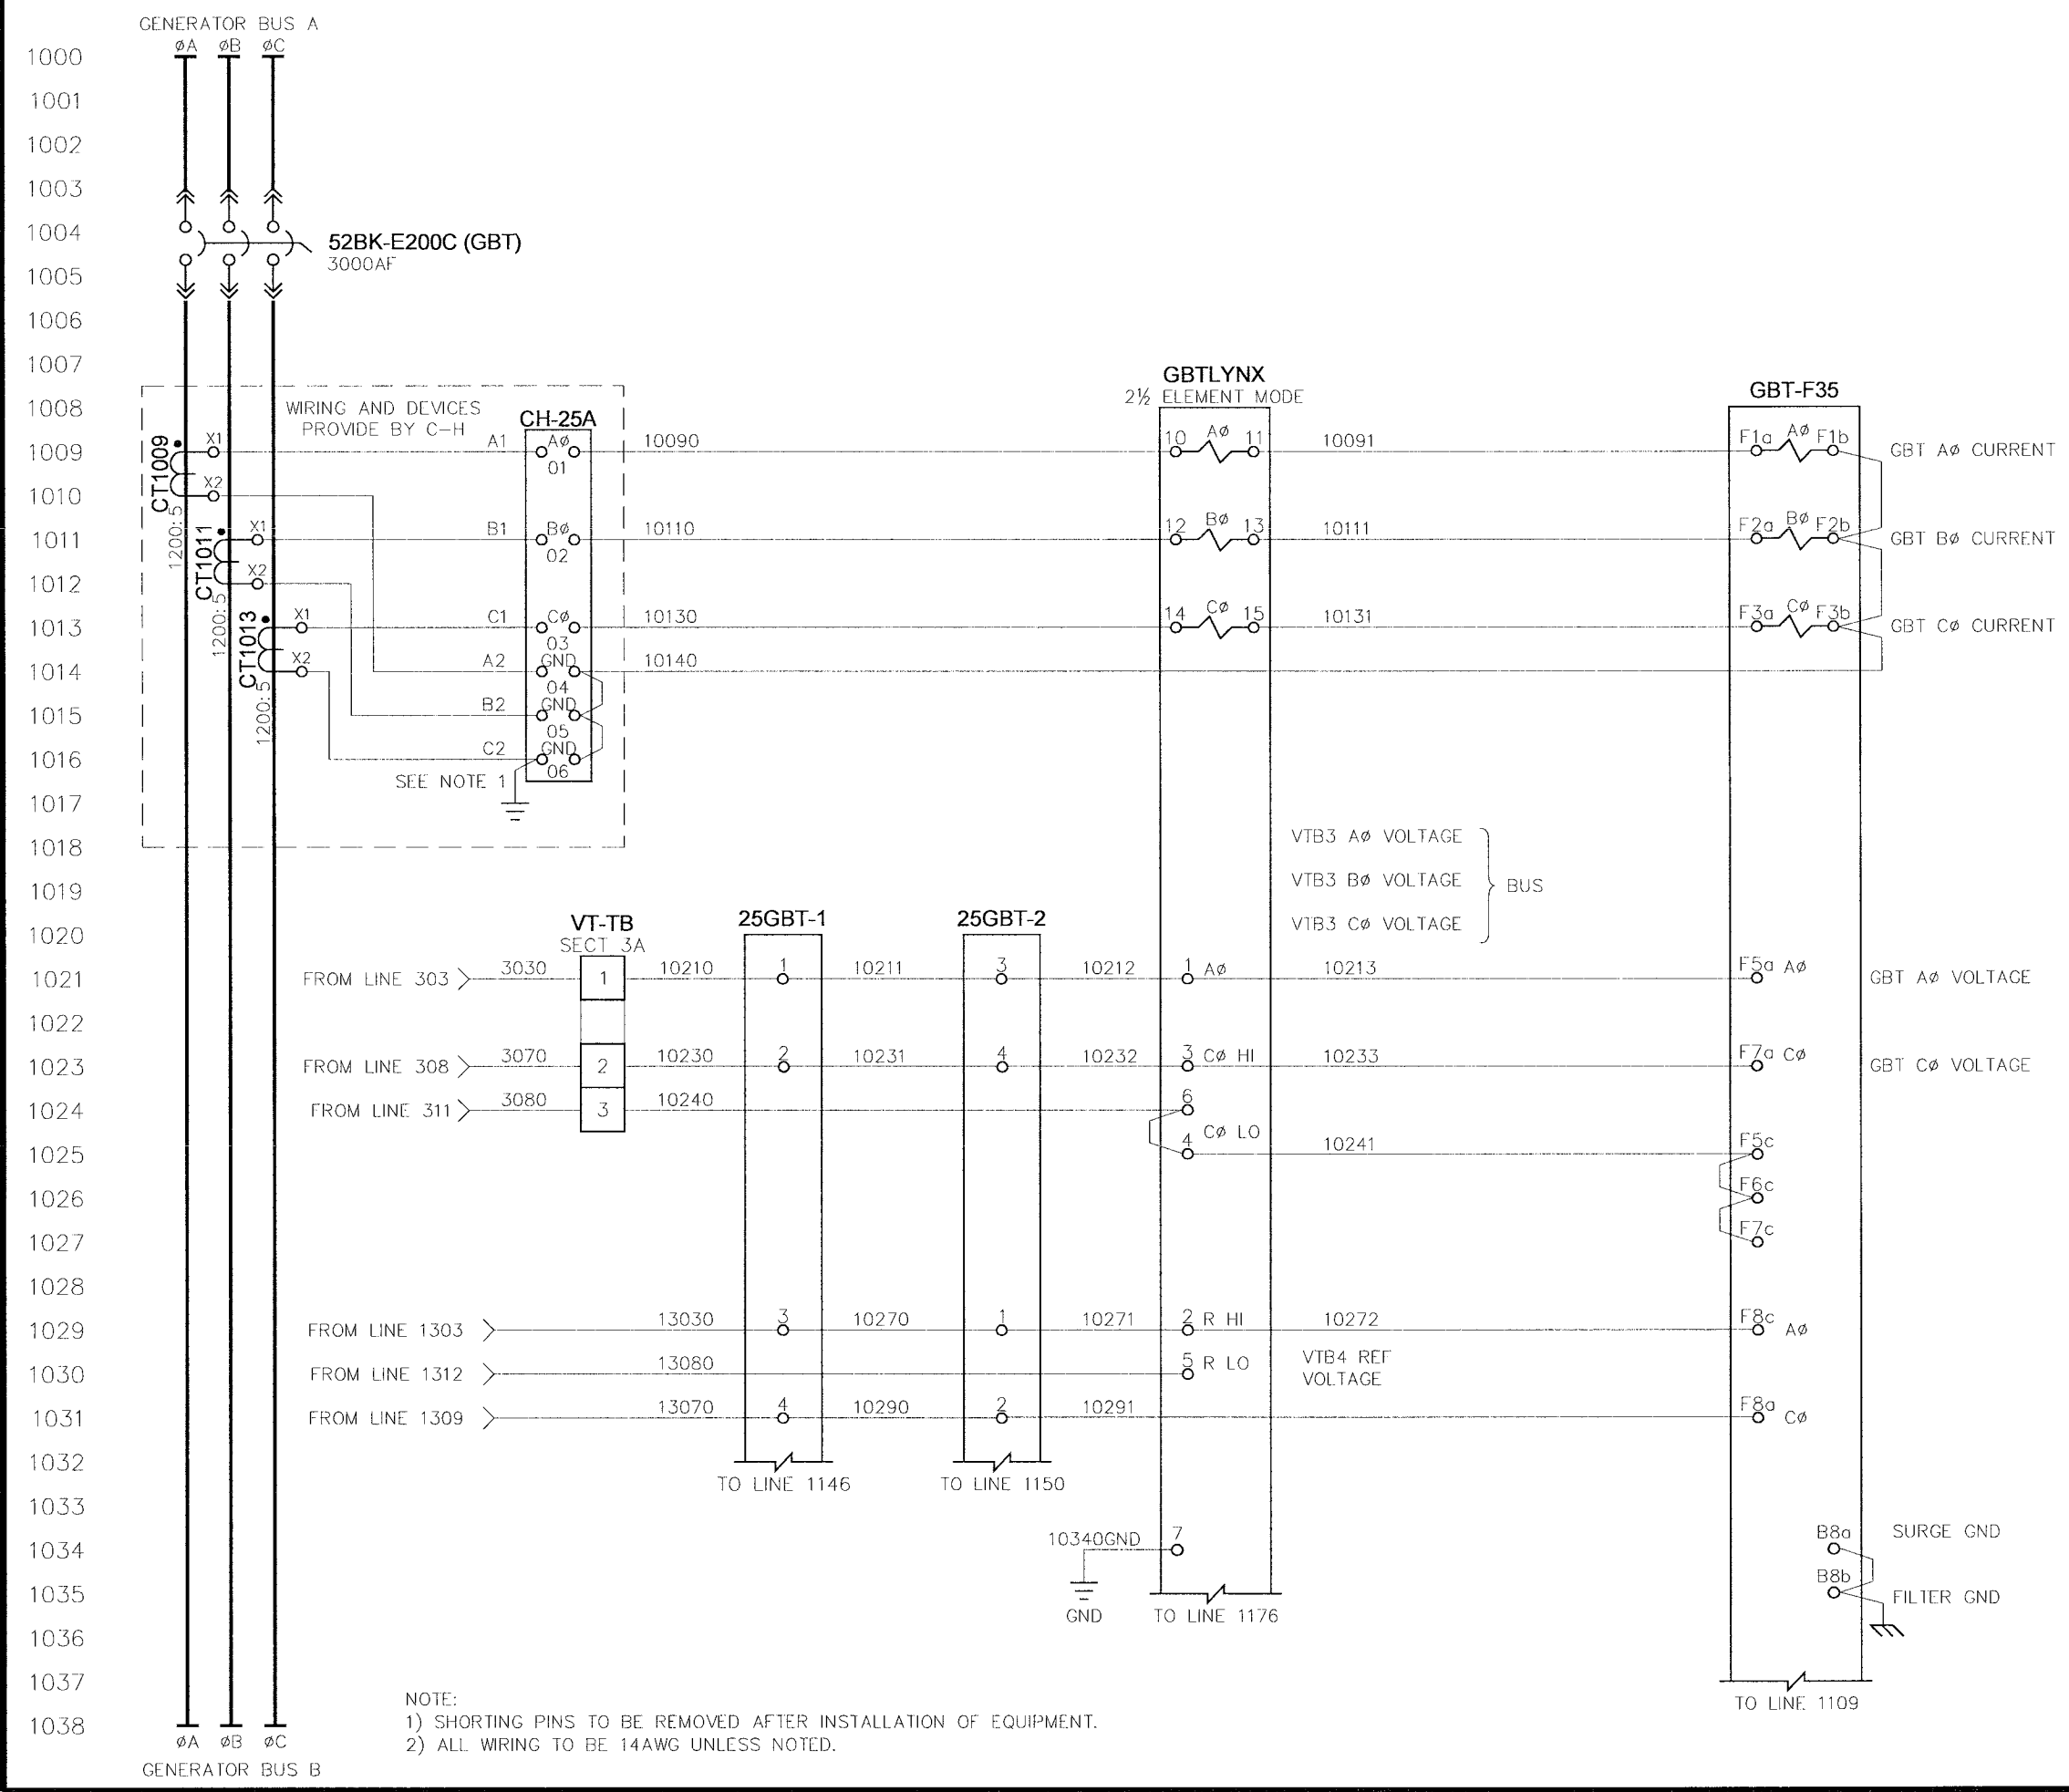 GENERATOR BUS A
øA øB øC
1000
1001
1002
1003
1004
52BK-E200C (GBT)
3000AF
1005
1006
1007
GBTLYNX
2½ ELEMENT MODE
GBT-F35
1008
WIRING AND DEVICES
PROVIDE BY C-H
CH-25A
1009 CT1009 1200:5 X1 A1 Aø 01 10090 10 Aø 11 10091 F1a Aø F1b GBT Aø CURRENT
1010 X2
1011 CT1011 1200:5 X1 B1 Bø 02 10110 12 Bø 13 10111 F2a Bø F2b GBT Bø CURRENT
1012 X2
1013 CT1013 1200:5 X1 C1 Cø 03 10130 14 Cø 15 10131 F3a Cø F3b GBT Cø CURRENT
1014 X2 A2 GND 04 10140
1015 B2 GND 05
1016 C2 GND 06
SEE NOTE 1
1017
1018
VTB3 Aø VOLTAGE
1019
VTB3 Bø VOLTAGE
BUS
VTB3 Cø VOLTAGE
1020
VT-TB
SECT 3A
25GBT-1
25GBT-2
1021 FROM LINE 303 3030 1 10210 1 10211 3 10212 1 Aø 10213 F5a Aø GBT Aø VOLTAGE
1022
1023 FROM LINE 308 3070 2 10230 2 10231 4 10232 3 Cø HI 10233 F7a Cø GBT Cø VOLTAGE
1024 FROM LINE 311 3080 3 10240 6
1025 4 Cø LO 10241 F5c
1026 F6c
1027 F7c
1028
1029 FROM LINE 1303 13030 3 10270 1 10271 2 R HI 10272 F8c Aø
1030 FROM LINE 1312 13080 5 R LO
VTB4 REF
VOLTAGE
1031 FROM LINE 1309 13070 4 10290 2 10291 F8a Cø
1032
TO LINE 1146
TO LINE 1150
1033
1034 10340GND 7 B8a SURGE GND
1035 GND TO LINE 1176 B8b FILTER GND
1036
1037
TO LINE 1109
1038
øA øB øC
GENERATOR BUS B
NOTE:
1) SHORTING PINS TO BE REMOVED AFTER INSTALLATION OF EQUIPMENT.
2) ALL WIRING TO BE 14AWG UNLESS NOTED.